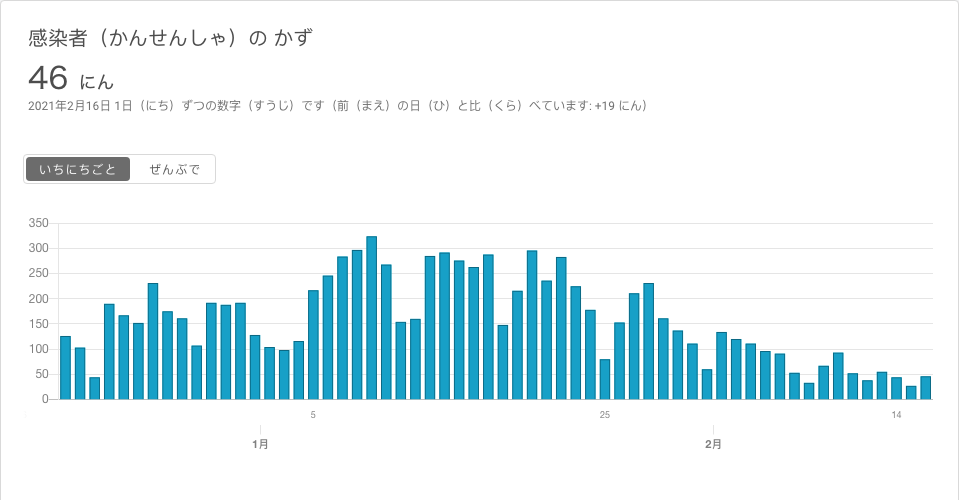 感染者（かんせんしゃ）の かず
46 にん
2021年2月16日 1日（にち）ずつの数字（すうじ）です（前（まえ）の日（ひ）と比（くら）べています: +19 にん）
いちにちごと ぜんぶで
350
300
250
200
150
100
50
0
5 25 14
1月 2月